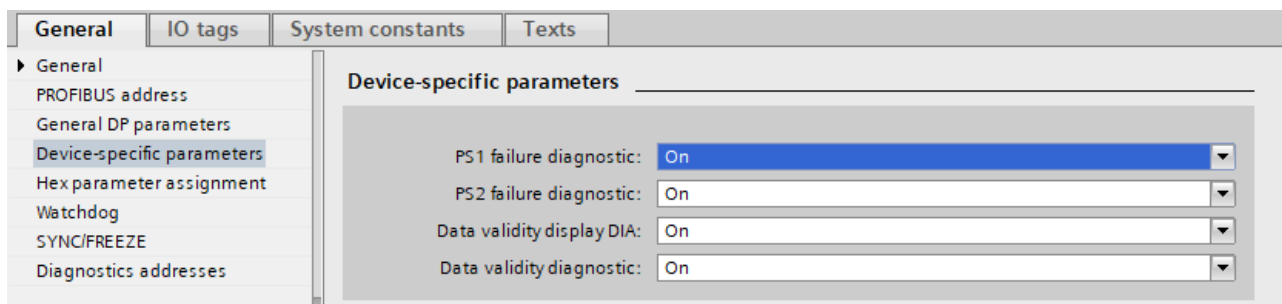 General IO tags System constants Texts
General
PROFIBUS address
General DP parameters
Device-specific parameters
Hex parameter assignment
Watchdog
SYNC/FREEZE
Diagnostics addresses
Device-specific parameters
PS1 failure diagnostic: On
PS2 failure diagnostic: On
Data validity display DIA: On
Data validity diagnostic: On